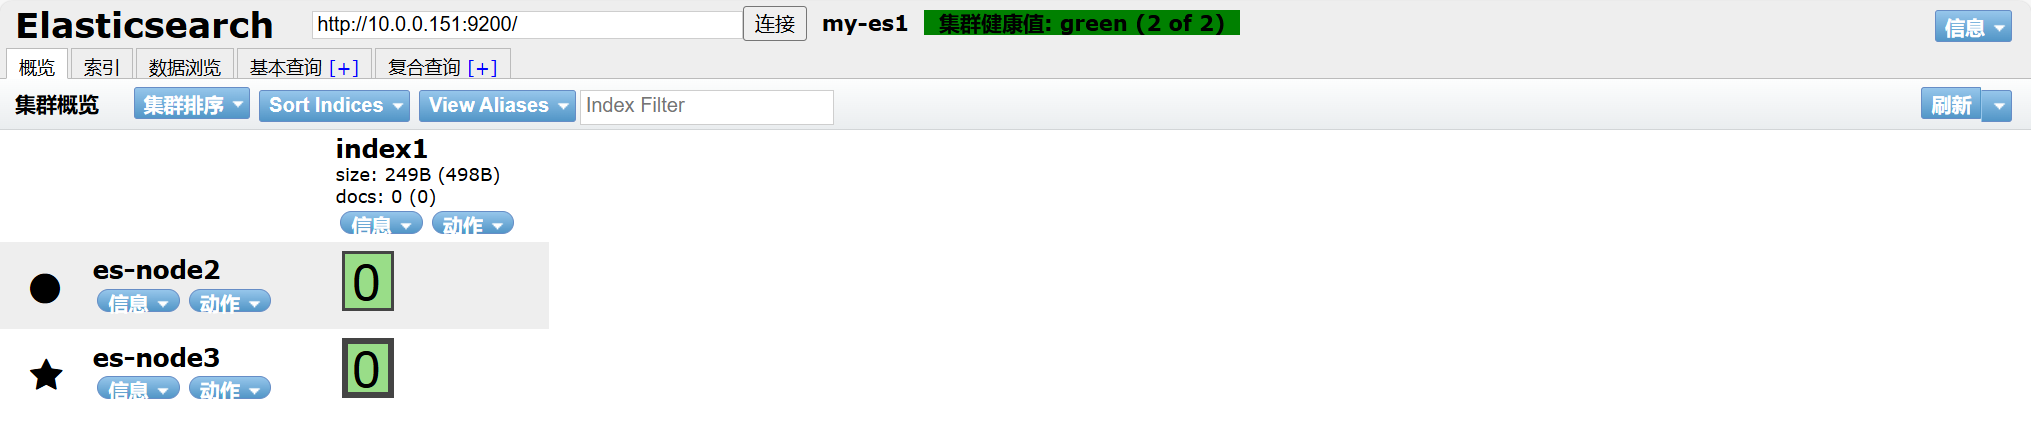 Elasticsearch http://10.0.0.151:9200/ 连接 my-es1 集群健康值: green (2 of 2) 信息
概览 索引 数据浏览 基本查询 [+] 复合查询 [+]
集群概览 集群排序 Sort Indices View Aliases Index Filter 刷新
index1
size: 249B (498B)
docs: 0 (0)
信息 动作
es-node2 0
信息 动作
es-node3 0
信息 动作